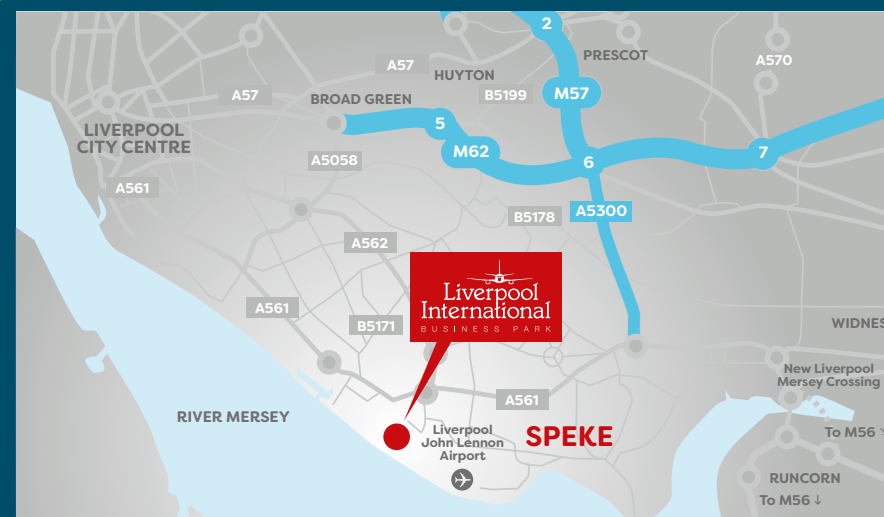 2
PRESCOT
A57
A570
HUYTON
A57
B5199
M57
BROAD GREEN
5
LIVERPOOL
CITY CENTRE
M62
6
7
A5058
A561
B5178
A5300
A562
Liverpool
International
BUSINESS PARK
A561
B5171
WIDNES
New Liverpool
Mersey Crossing
A561
RIVER MERSEY
Liverpool
John Lennon
Airport
SPEKE
To M56
RUNCORN
To M56 ↓